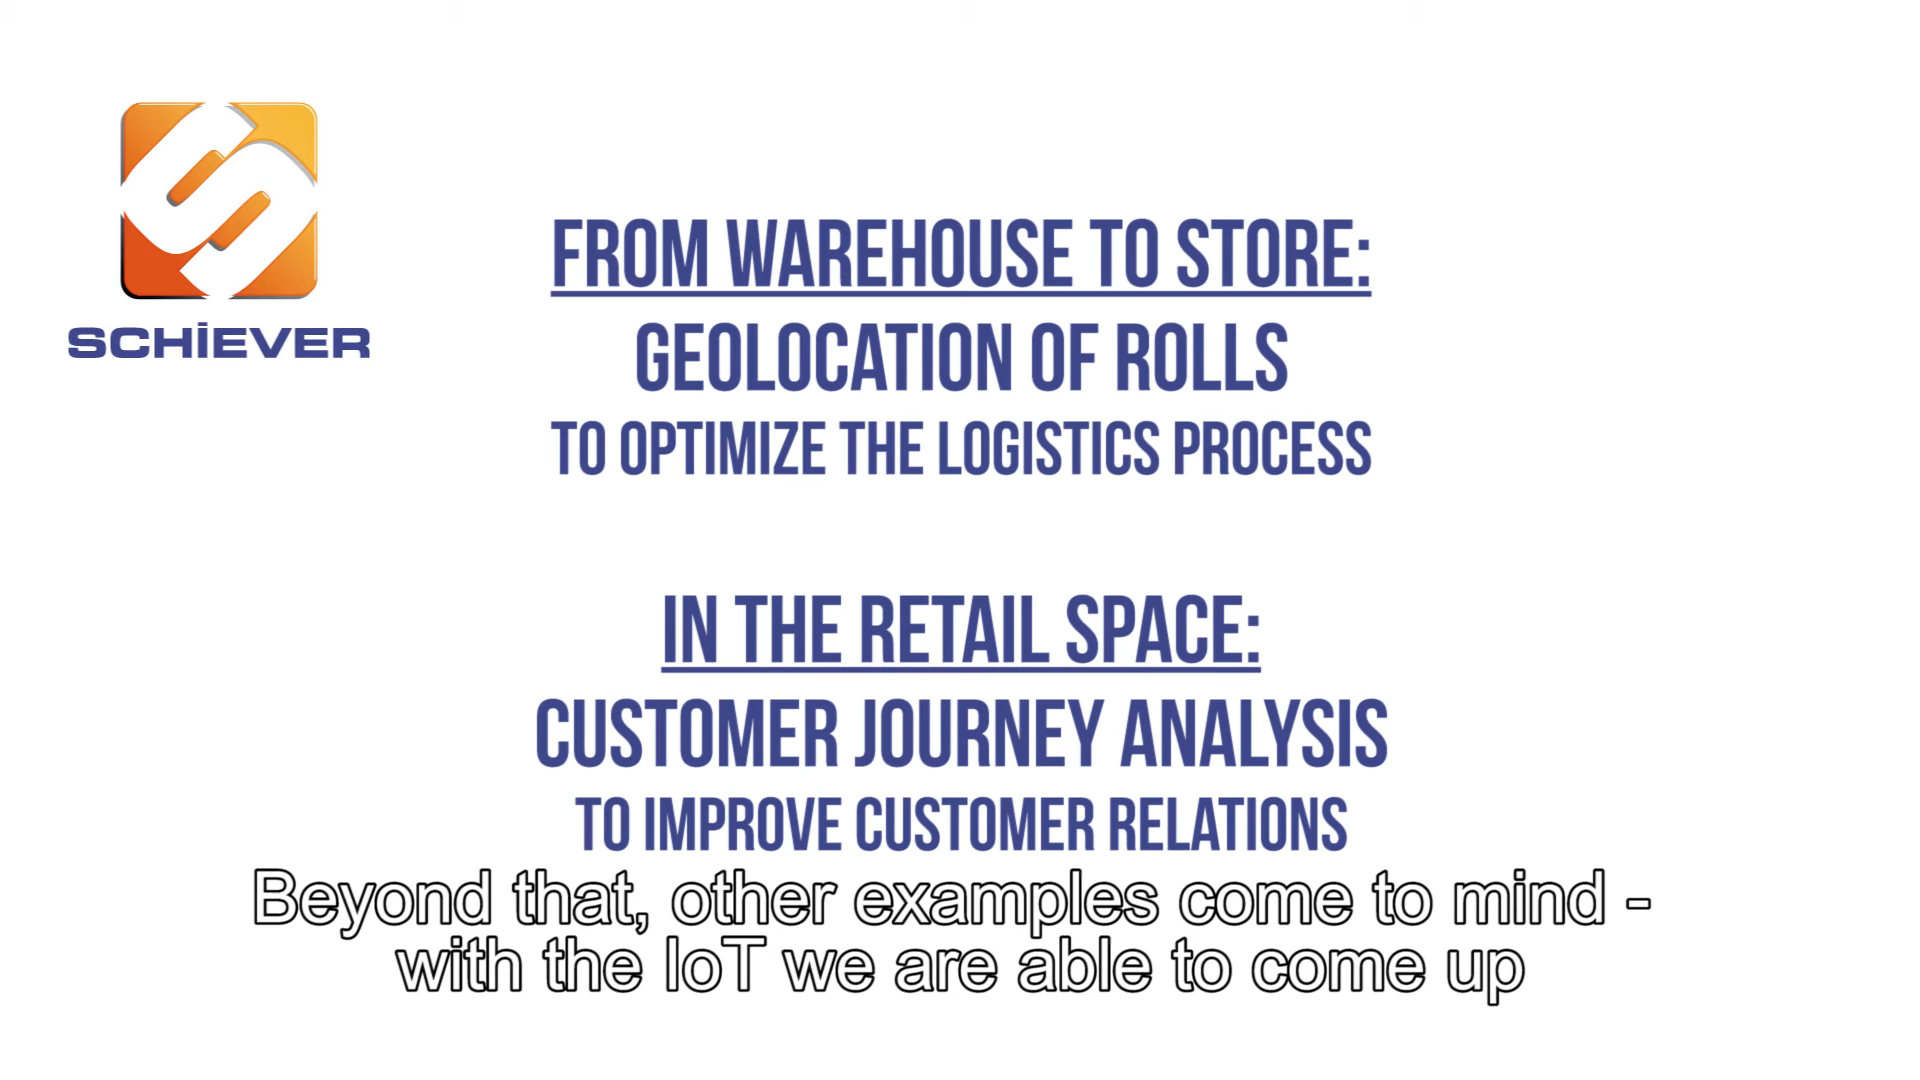 SCHiEVER
FROM WAREHOUSE TO STORE:
GEOLOCATION OF ROLLS
TO OPTIMIZE THE LOGISTICS PROCESS
IN THE RETAIL SPACE:
CUSTOMER JOURNEY ANALYSIS
TO IMPROVE CUSTOMER RELATIONS
Beyond that, other examples come to mind -
with the IoT we are able to come up